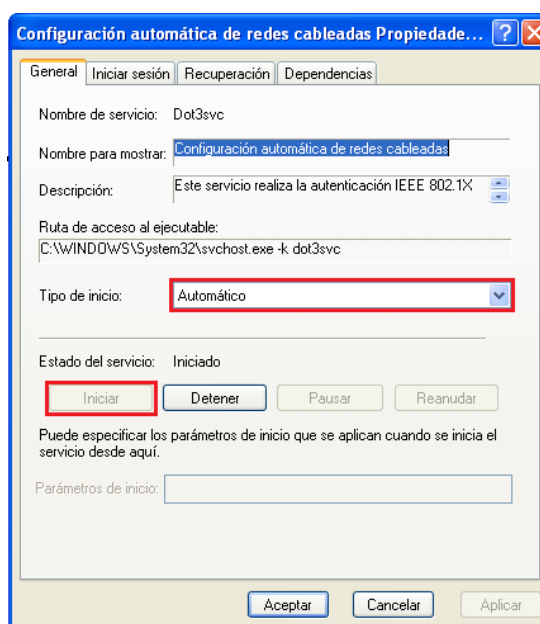 Configuración automática de redes cableadas Propiedade...
General Iniciar sesión Recuperación Dependencias
Nombre de servicio: Dot3svc
Nombre para mostrar: Configuración automática de redes cableadas
Descripción: Este servicio realiza la autenticación IEEE 802.1X
Ruta de acceso al ejecutable:
C:\WINDOWS\System32\svchost.exe -k dot3svc
Tipo de inicio: Automático
Estado del servicio: Iniciado
Iniciar Detener Pausar Reanudar
Puede especificar los parámetros de inicio que se aplican cuando se inicia el
servicio desde aquí.
Parámetros de inicio:
Aceptar Cancelar Aplicar